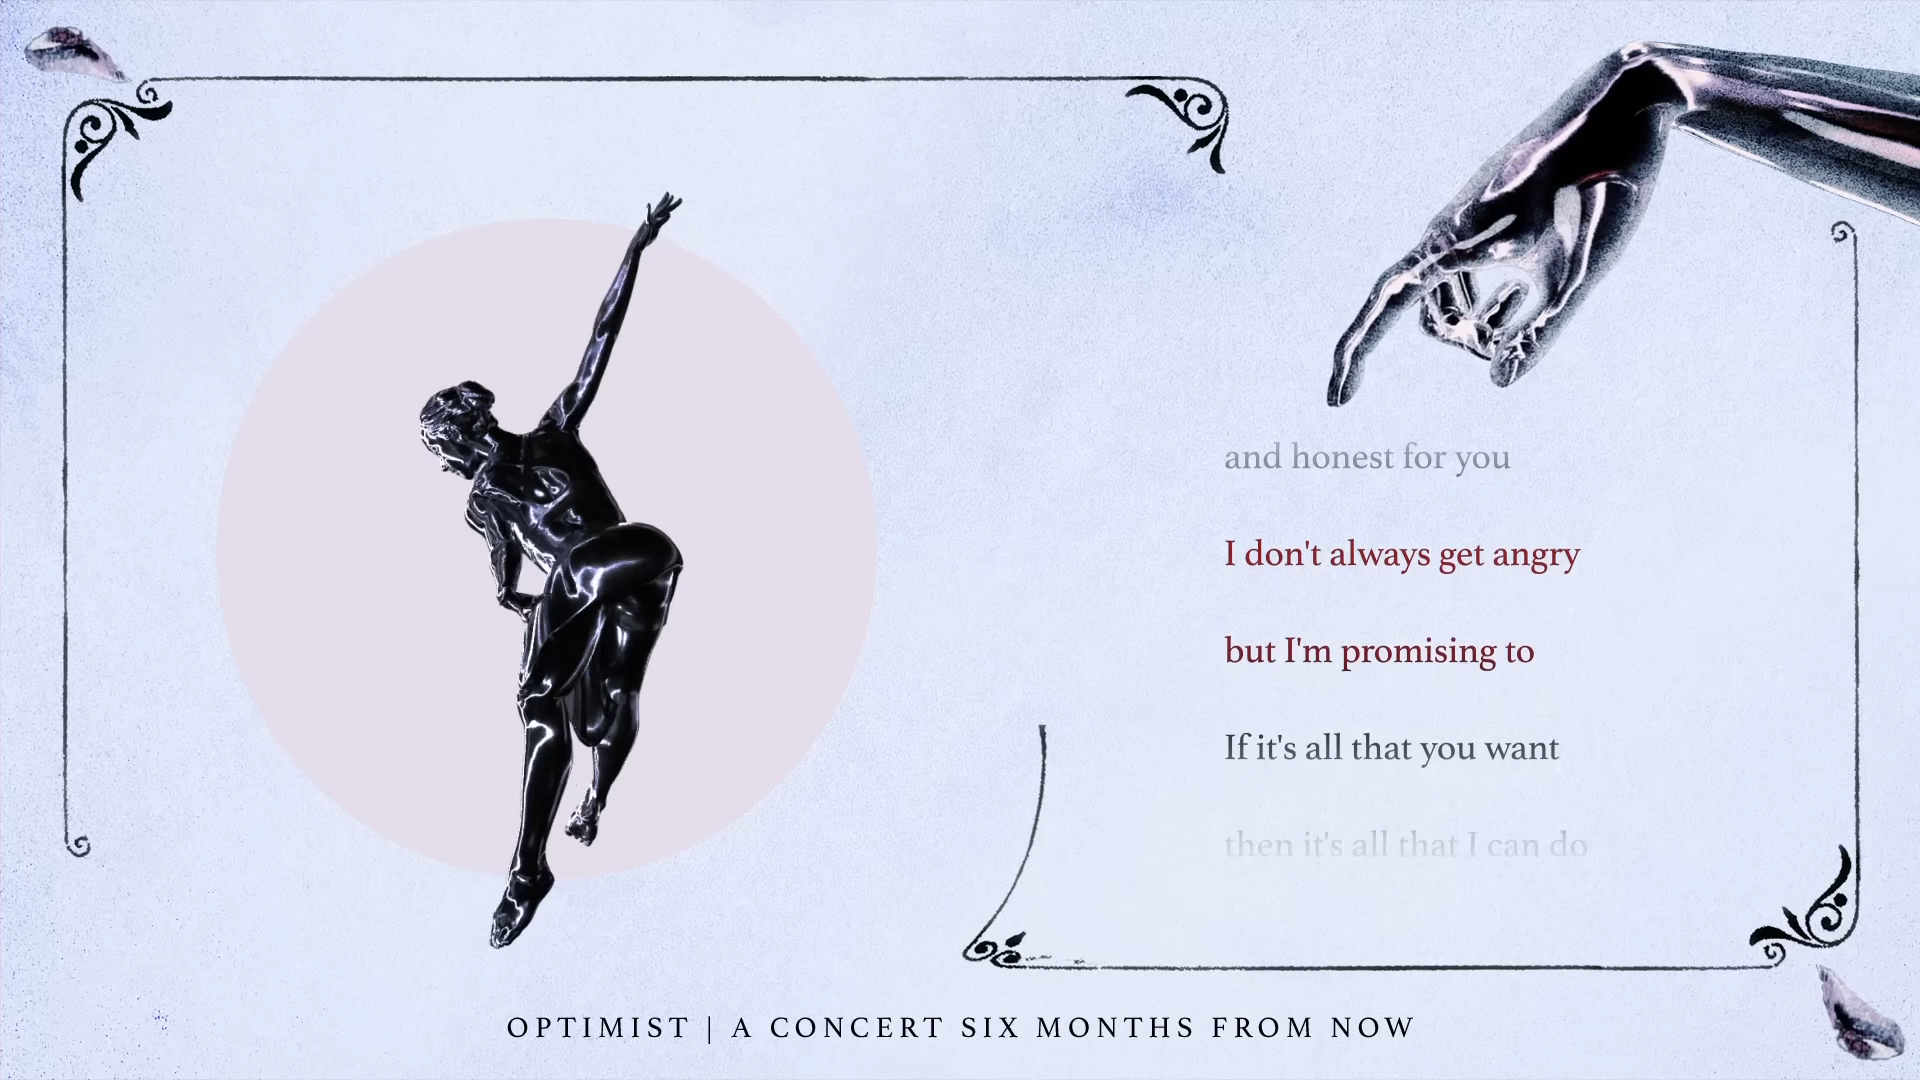 and honest for you
I don't always get angry
but I'm promising to
If it's all that you want
then it's all that I can do
OPTIMIST | A CONCERT SIX MONTHS FROM NOW